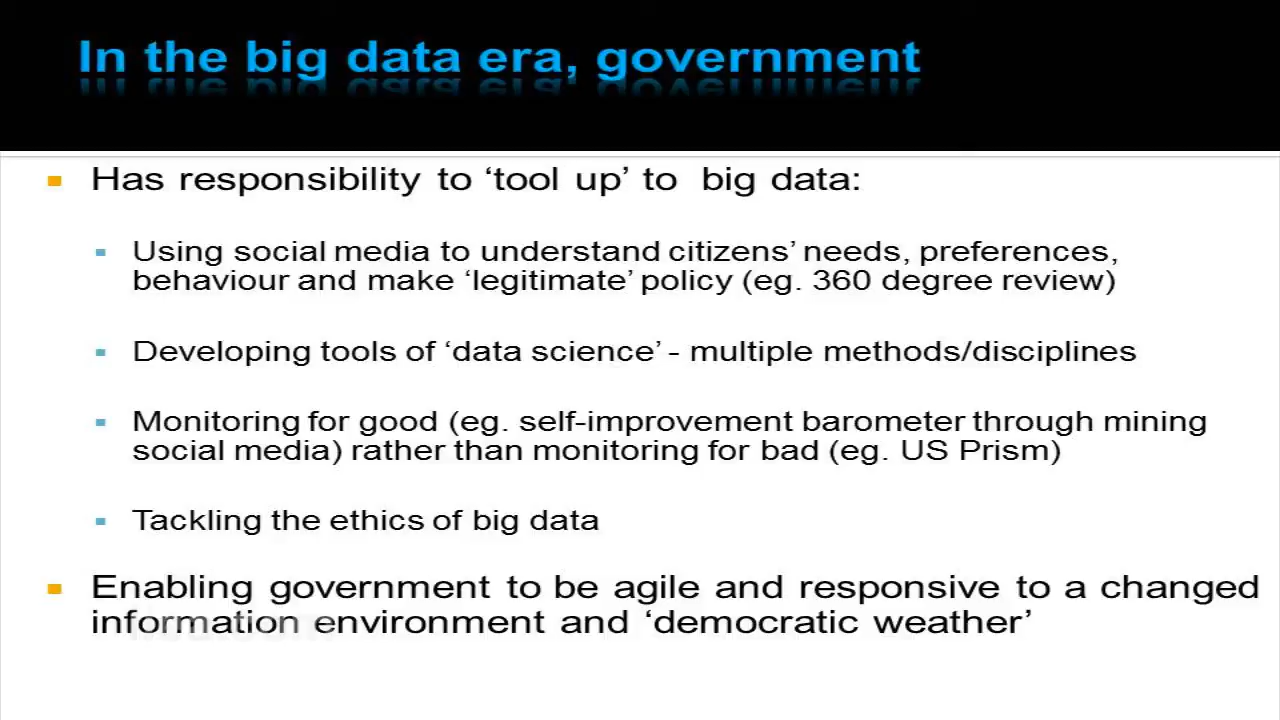 In the big data era, government
Has responsibility to ‘tool up’ to big data:
Using social media to understand citizens’ needs, preferences,
behaviour and make ‘legitimate’ policy (eg. 360 degree review)
Developing tools of ‘data science’ - multiple methods/disciplines
Monitoring for good (eg. self-improvement barometer through mining
social media) rather than monitoring for bad (eg. US Prism)
Tackling the ethics of big data
Enabling government to be agile and responsive to a changed
information environment and ‘democratic weather’